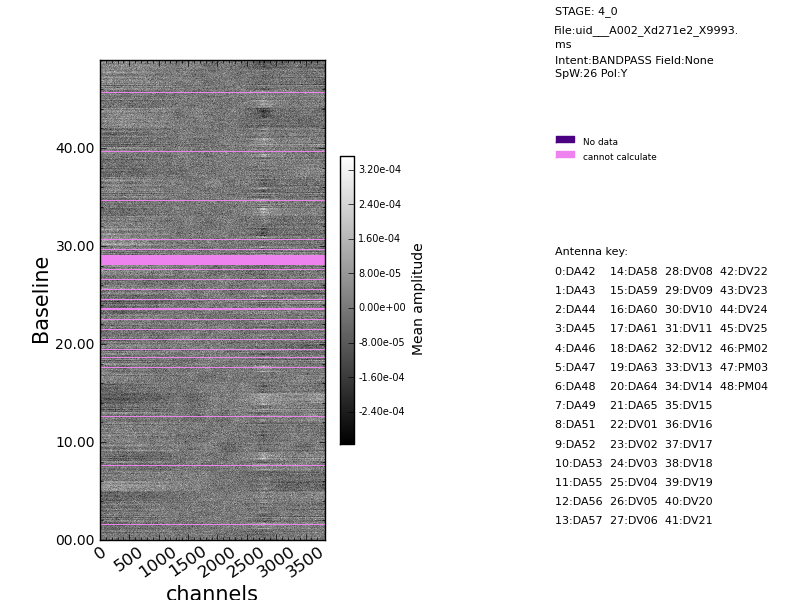 STAGE: 4_0
File:uid___A002_Xd271e2_X9993.
ms
Intent:BANDPASS Field:None
SpW:26 Pol:Y
No data
cannot calculate
Antenna key:
0:DA42 14:DA58 28:DV08 42:DV22
1:DA43 15:DA59 29:DV09 43:DV23
2:DA44 16:DA60 30:DV10 44:DV24
3:DA45 17:DA61 31:DV11 45:DV25
4:DA46 18:DA62 32:DV12 46:PM02
5:DA47 19:DA63 33:DV13 47:PM03
6:DA48 20:DA64 34:DV14 48:PM04
7:DA49 21:DA65 35:DV15
8:DA51 22:DV01 36:DV16
9:DA52 23:DV02 37:DV17
10:DA53 24:DV03 38:DV18
11:DA55 25:DV04 39:DV19
12:DA56 26:DV05 40:DV20
13:DA57 27:DV06 41:DV21
Baseline
40.00
30.00
20.00
10.00
00.00
0 500 1000 1500 2000 2500 3000 3500
channels
3.20e-04
2.40e-04
1.60e-04
8.00e-05
0.00e+00
-8.00e-05
-1.60e-04
-2.40e-04
Mean amplitude